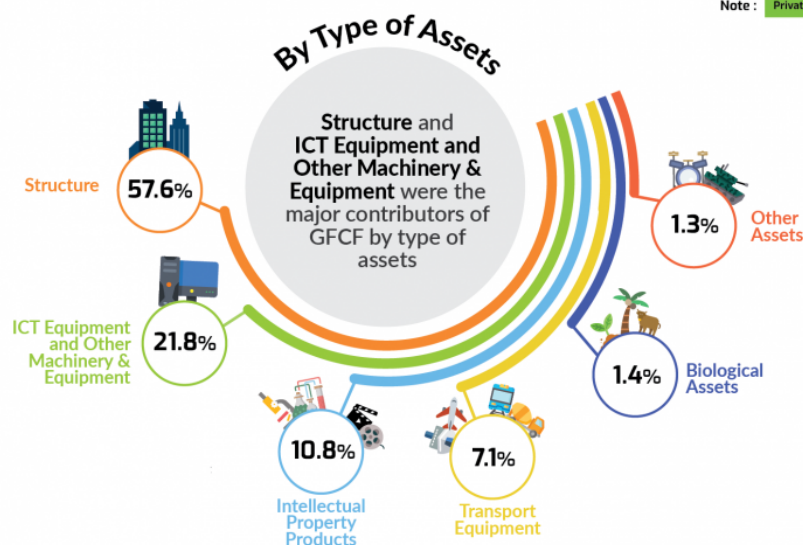 Note :
Privat
By Type of Assets
Structure and
ICT Equipment and
Other Machinery &
Equipment were the
major contributors of
GFCF by type of
assets
Structure
57.6%
ICT Equipment
and Other
Machinery &
Equipment
21.8%
10.8%
Intellectual
Property
Products
7.1%
Transport
Equipment
1.4%
Biological
Assets
1.3%
Other
Assets